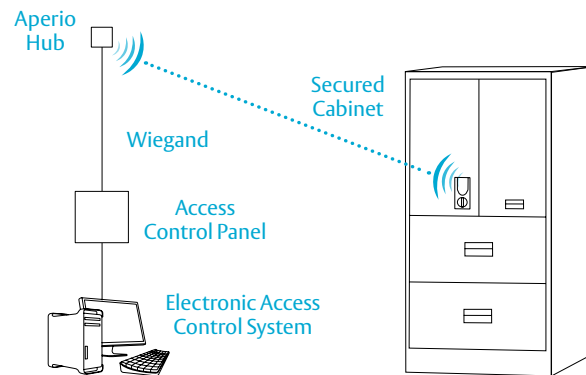 Aperio
Hub
Secured
Cabinet
Wiegand
Access
Control Panel
Electronic Access
Control System